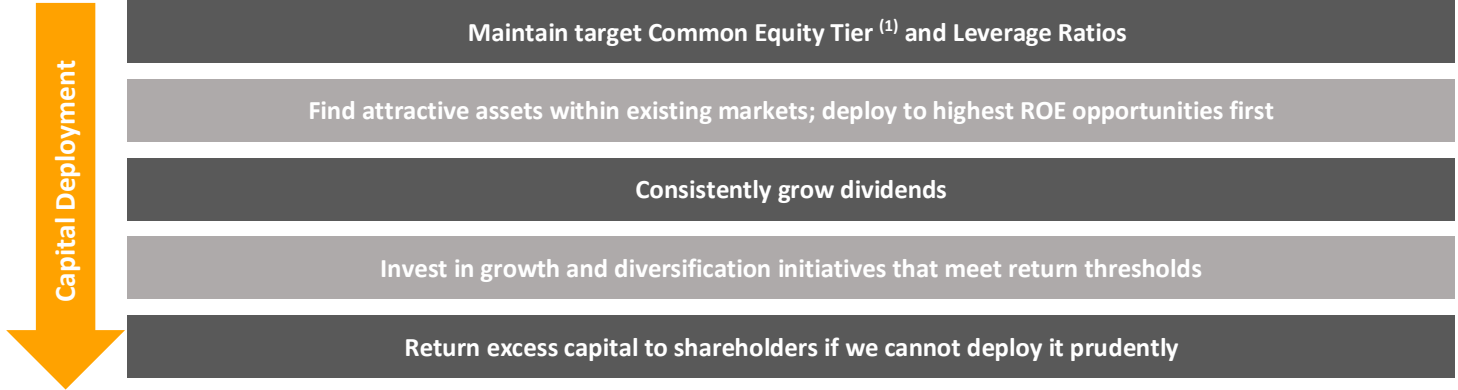 Capital Deployment
Maintain target Common Equity Tier (1) and Leverage Ratios
Find attractive assets within existing markets; deploy to highest ROE opportunities first
Consistently grow dividends
Invest in growth and diversification initiatives that meet return thresholds
Return excess capital to shareholders if we cannot deploy it prudently